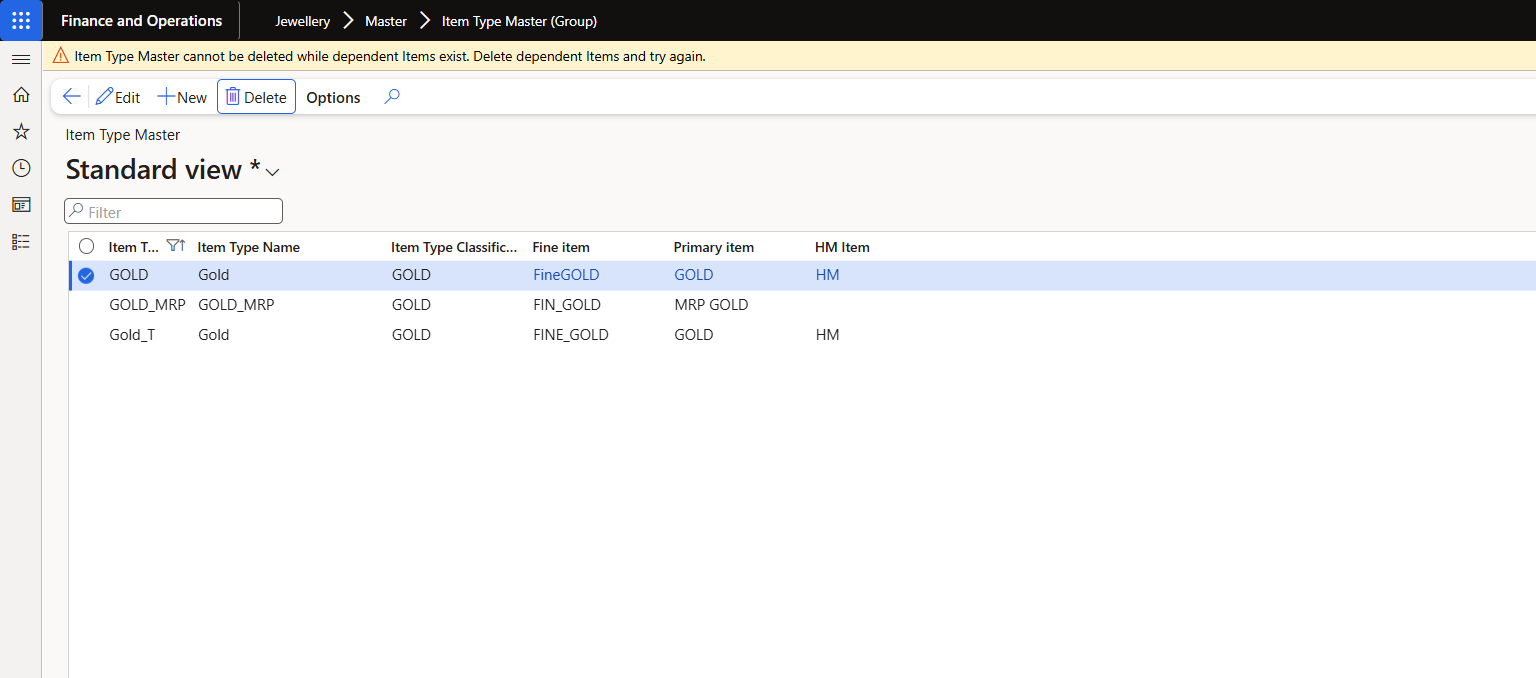 Finance and Operations Jewellery Master Item Type Master (Group)
Item Type Master cannot be deleted while dependent Items exist. Delete dependent Items and try again.
Edit New Delete Options
Item Type Master
Standard view *
Filter
Item T... Item Type Name Item Type Classific... Fine item Primary item HM Item
GOLD Gold GOLD FineGOLD GOLD HM
GOLD_MRP GOLD_MRP GOLD FIN_GOLD MRP GOLD
Gold_T Gold GOLD FINE_GOLD GOLD HM